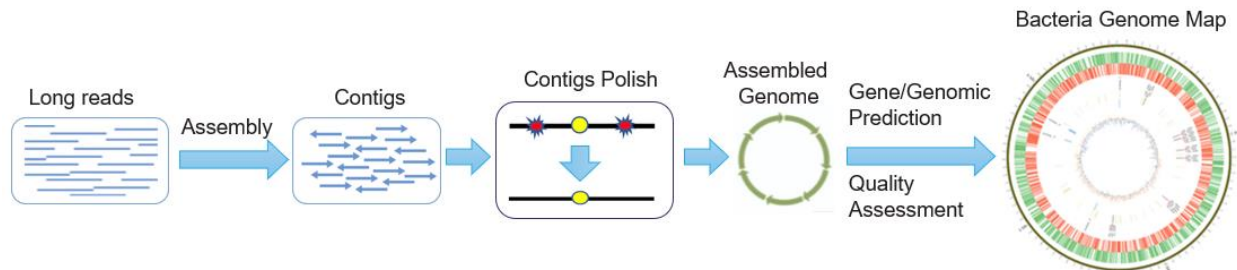 Long reads
Assembly
Contigs
Contigs Polish
Assembled
Genome
Gene/Genomic
Prediction
Quality
Assessment
Bacteria Genome Map